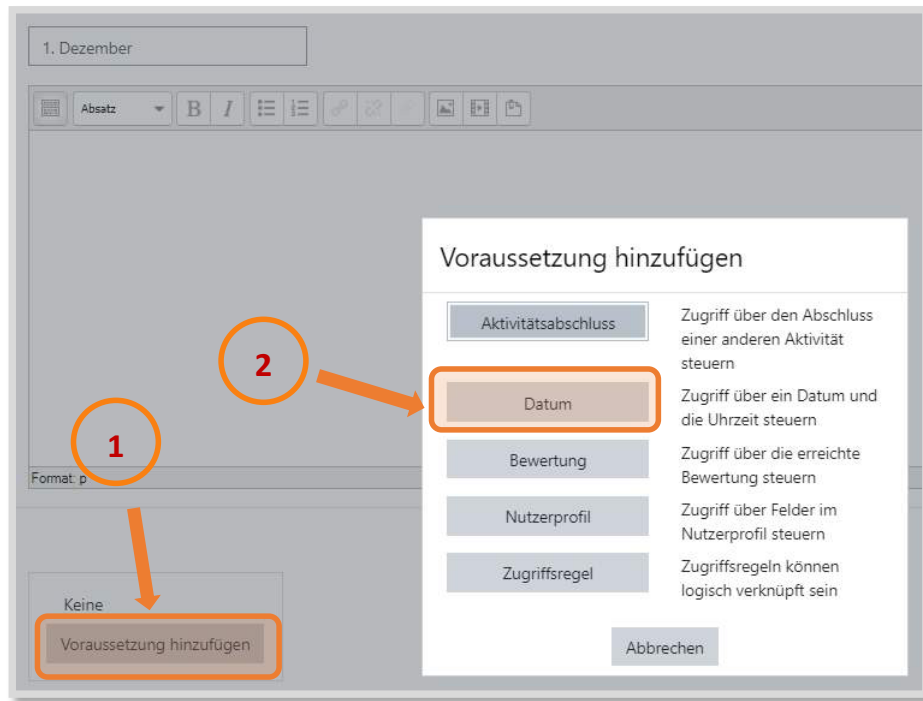 1. Dezember
Absatz
B I
Voraussetzung hinzufügen
Aktivitätsabschluss
Zugriff über den Abschluss
einer anderen Aktivität
steuern
2
Datum
Zugriff über ein Datum und
die Uhrzeit steuern
1
Bewertung
Zugriff über die erreichte
Bewertung steuern
Format: p
Nutzerprofil
Zugriff über Felder im
Nutzerprofil steuern
Zugriffsregel
Zugriffsregeln können
logisch verknüpft sein
Keine
Voraussetzung hinzufügen
Abbrechen